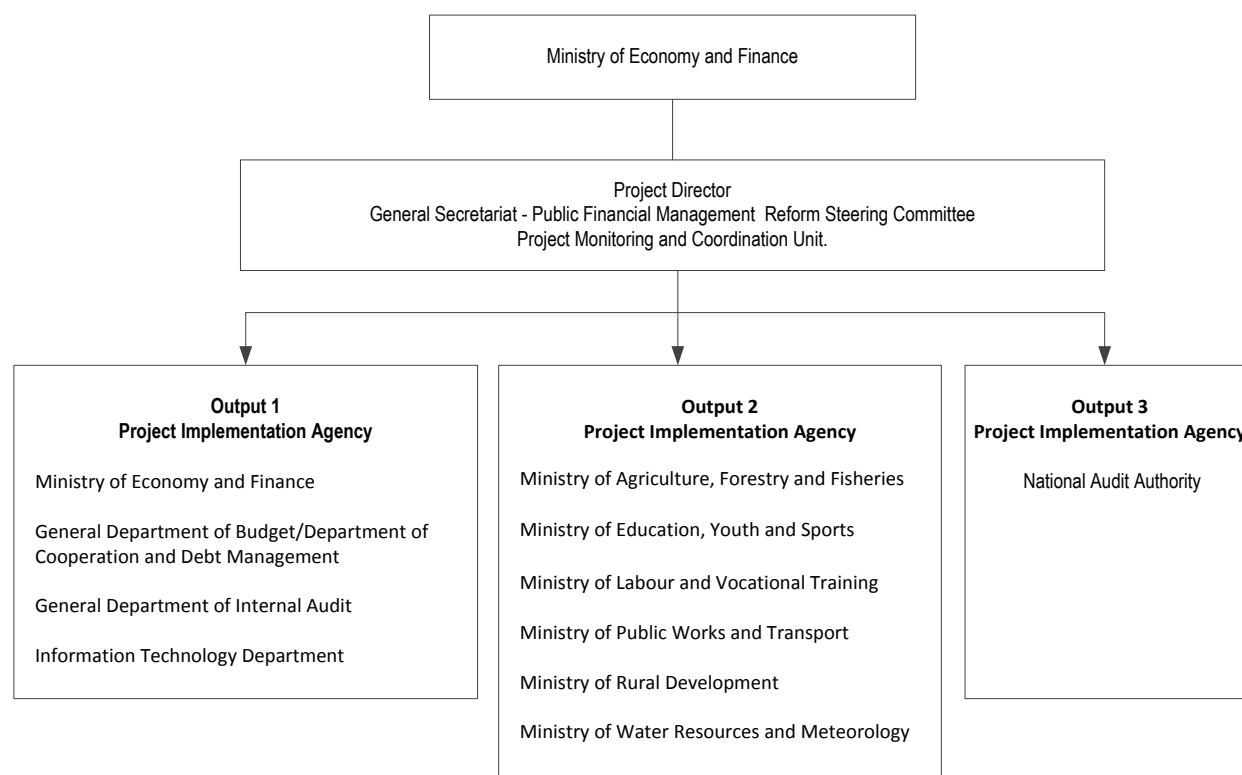 Ministry of Economy and Finance
Project Director
General Secretariat - Public Financial Management Reform Steering Committee
Project Monitoring and Coordination Unit.
Output 1
Project Implementation Agency
Ministry of Economy and Finance
General Department of Budget/Department of
Cooperation and Debt Management
General Department of Internal Audit
Information Technology Department
Output 2
Project Implementation Agency
Ministry of Agriculture, Forestry and Fisheries
Ministry of Education, Youth and Sports
Ministry of Labour and Vocational Training
Ministry of Public Works and Transport
Ministry of Rural Development
Ministry of Water Resources and Meteorology
Output 3
Project Implementation Agency
National Audit Authority